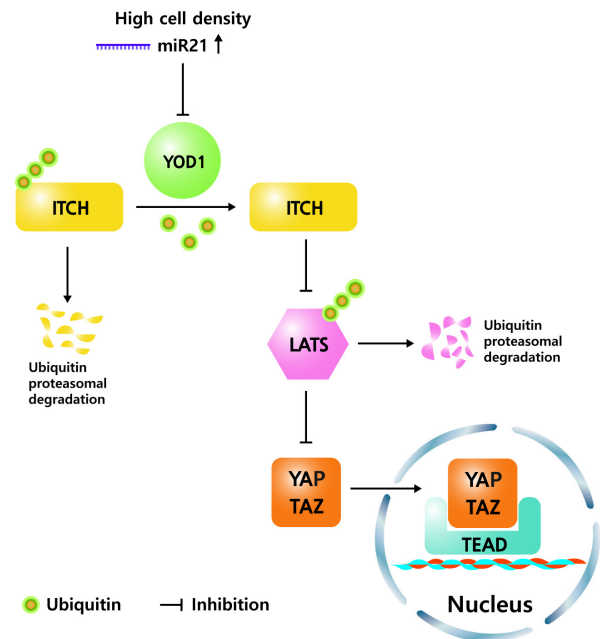 High cell density
miR21
YOD1
ITCH
ITCH
LATS
Ubiquitin
proteasomal
degradation
Ubiquitin
proteasomal
degradation
YAP
TAZ
YAP
TAZ
TEAD
Nucleus
Ubiquitin
Inhibition